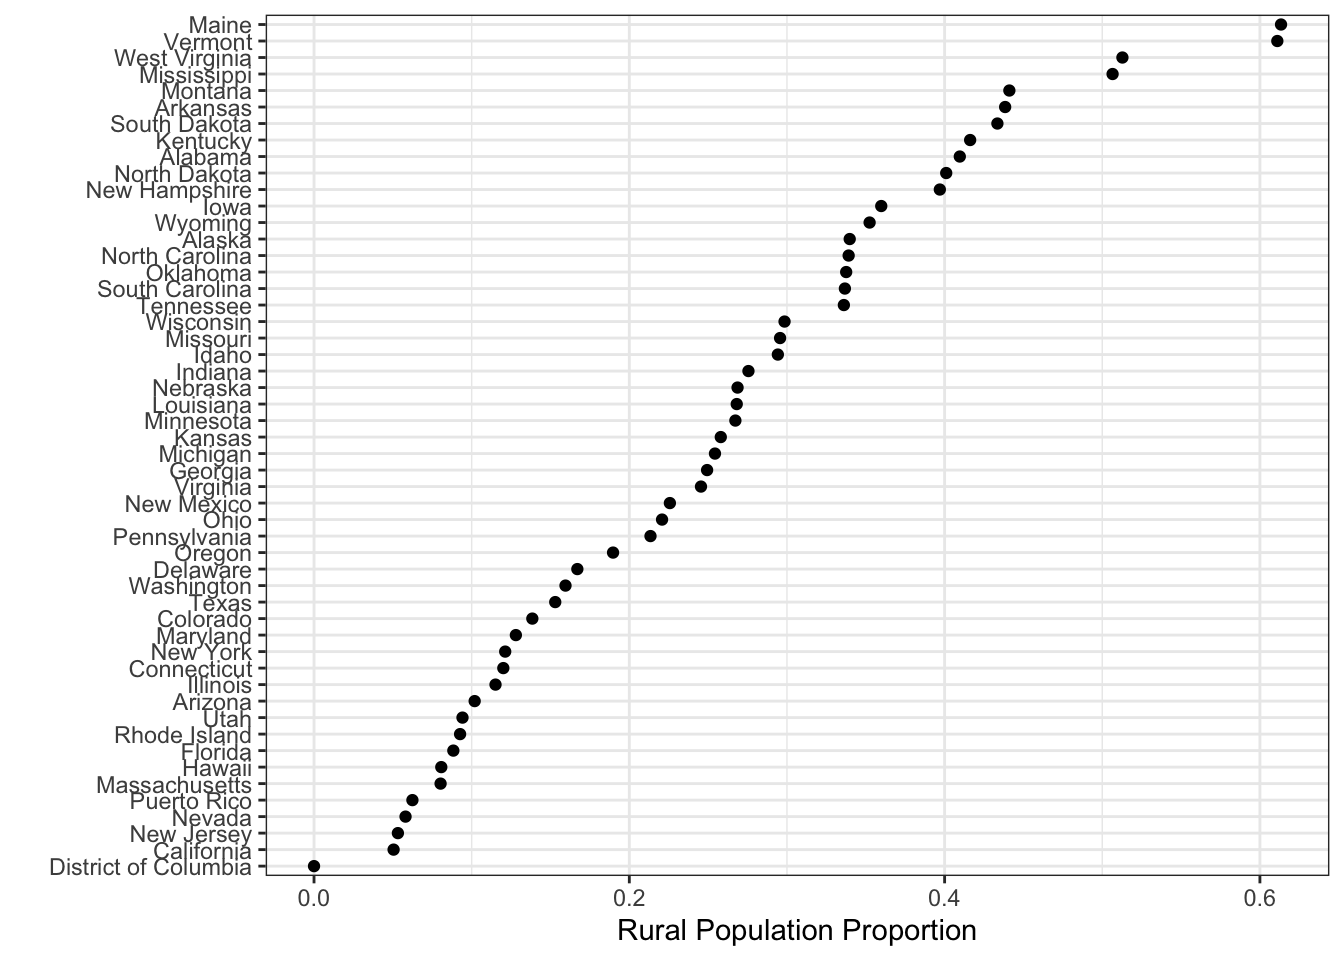 Maine
Vermont
West Virginia
Mississippi
Montana
Arkansas
South Dakota
Kentucky
Alabama
North Dakota
New Hampshire
Iowa
Wyoming
Alaska
North Carolina
Oklahoma
South Carolina
Tennessee
Wisconsin
Missouri
Idaho
Indiana
Nebraska
Louisiana
Minnesota
Kansas
Michigan
Georgia
Virginia
New Mexico
Ohio
Pennsylvania
Oregon
Delaware
Washington
Texas
Colorado
Maryland
New York
Connecticut
Illinois
Arizona
Utah
Rhode Island
Florida
Hawaii
Massachusetts
Puerto Rico
Nevada
New Jersey
California
District of Columbia
0.0 0.2 0.4 0.6
Rural Population Proportion